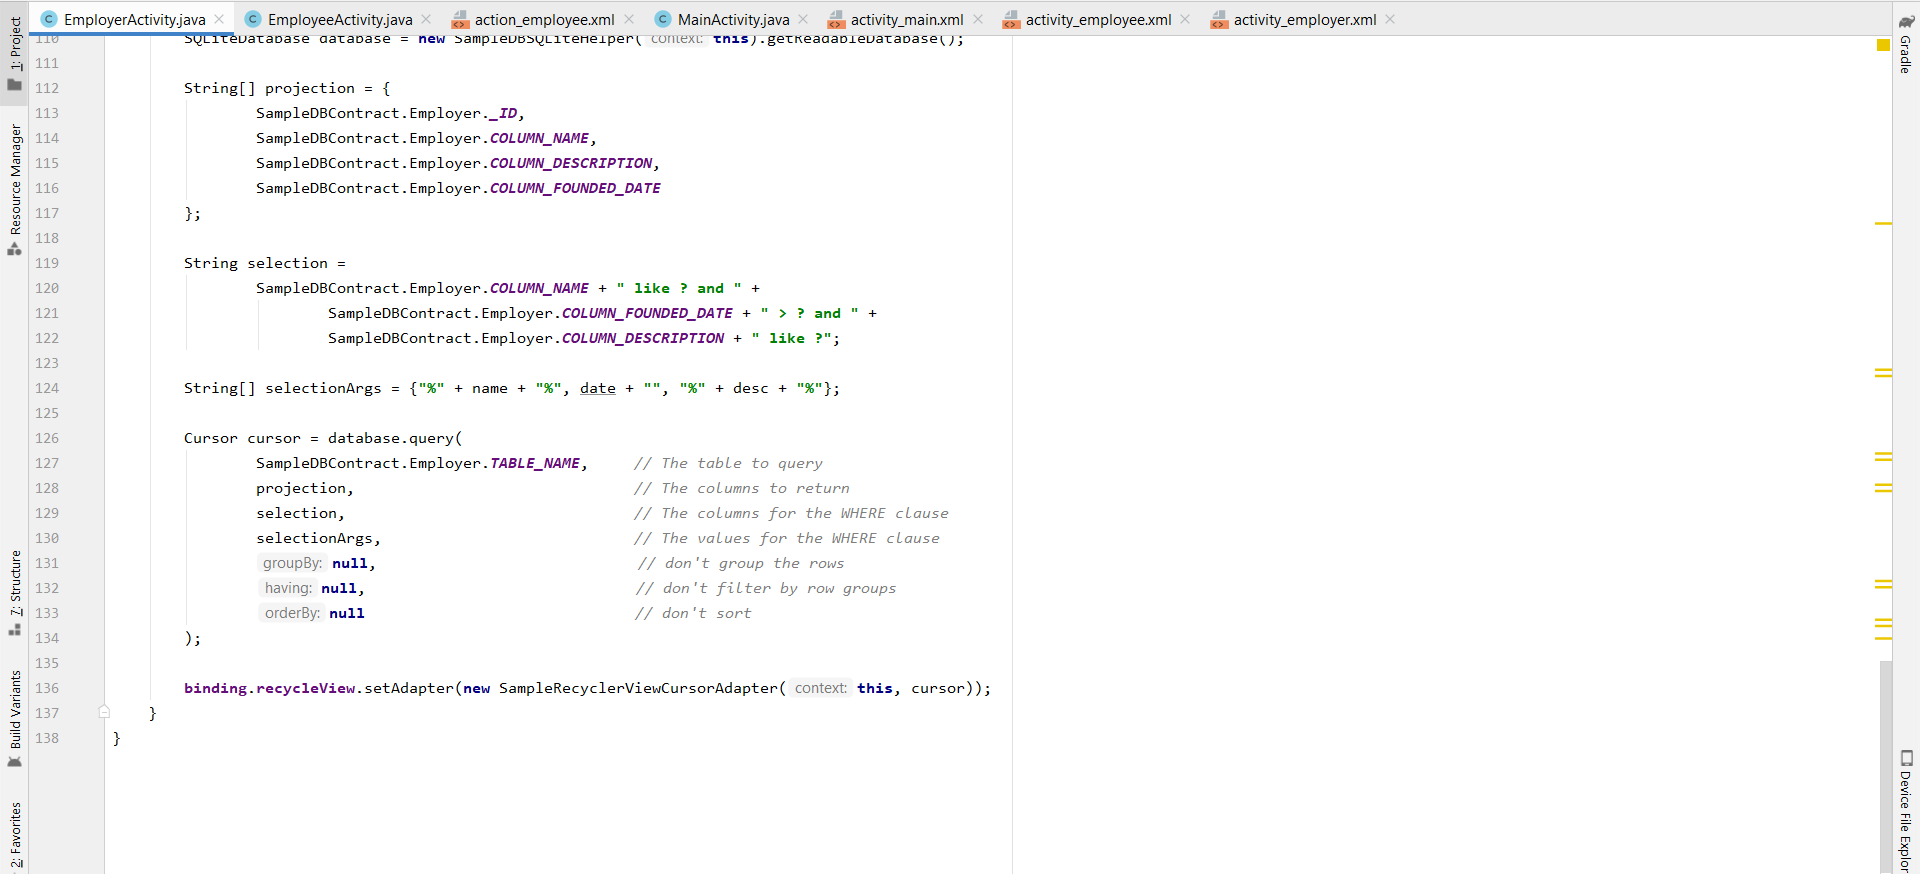 EmployerActivity.java EmployeeActivity.java action_employee.xml MainActivity.java activity_main.xml activity_employee.xml activity_employer.xml
1: Project
Resource Manager
7: Structure
Build Variants
2: Favorites
110 SQLiteDatabase database = new SampleDBSQLiteHelper( context: this).getReadableDatabase();
111
112 String[] projection = {
113 SampleDBContract.Employer._ID,
114 SampleDBContract.Employer.COLUMN_NAME,
115 SampleDBContract.Employer.COLUMN_DESCRIPTION,
116 SampleDBContract.Employer.COLUMN_FOUNDED_DATE
117 };
118
119 String selection =
120 SampleDBContract.Employer.COLUMN_NAME + " like ? and " +
121 SampleDBContract.Employer.COLUMN_FOUNDED_DATE + " > ? and " +
122 SampleDBContract.Employer.COLUMN_DESCRIPTION + " like ?";
123
124 String[] selectionArgs = {"%" + name + "%", date + "", "%" + desc + "%"};
125
126 Cursor cursor = database.query(
127 SampleDBContract.Employer.TABLE_NAME, // The table to query
128 projection, // The columns to return
129 selection, // The columns for the WHERE clause
130 selectionArgs, // The values for the WHERE clause
131 groupBy: null, // don't group the rows
132 having: null, // don't filter by row groups
133 orderBy: null // don't sort
134 );
135
136 binding.recycleView.setAdapter(new SampleRecyclerViewCursorAdapter( context: this, cursor));
137 }
138 }
Gradle
Device File Explor